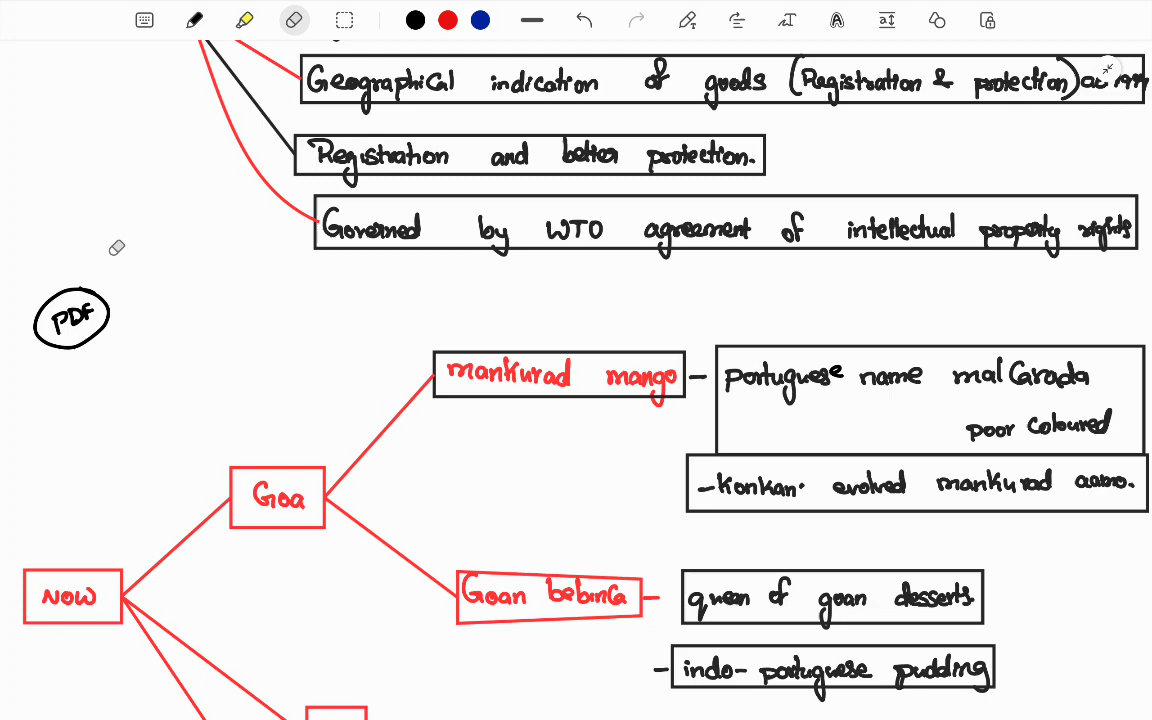 Geographical indication of goods (Registration & protection) act 1999
Registration and better protection.
Governed by WTO agreement of intellectual property rights
PDF
mankurad mango - portuguese name malCorada
poor coloured
- Konkan. evolved mankurad aamo.
Goa
NOW
Goan bebinca - queen of goan desserts.
- indo-portuguese pudding